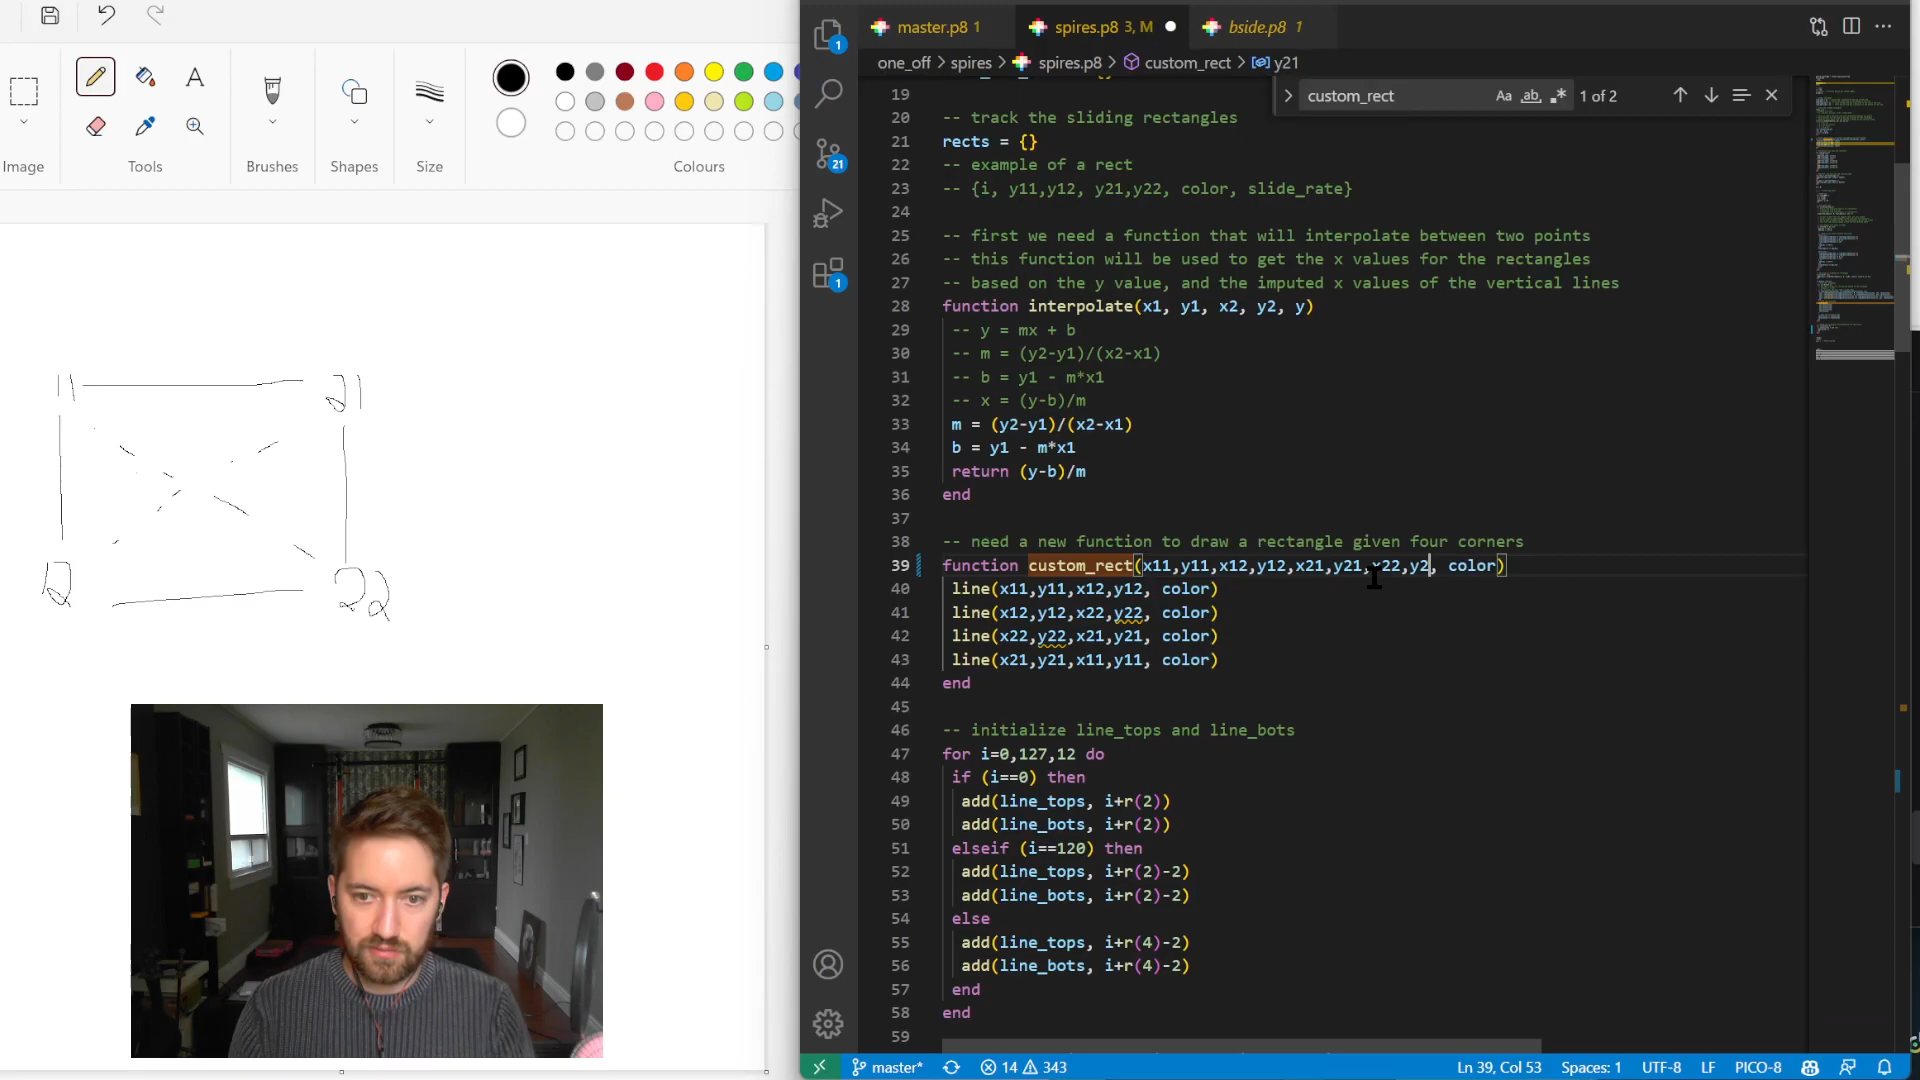 Image
Tools
Brushes
Shapes
Size
Colours
11
21
12
22
master.p8 1
spires.p8 3, M
bside.p8 1
one_off > spires > spires.p8 > custom_rect > y21
custom_rect
Aa
ab
1 of 2
1
21
1
19
20 -- track the sliding rectangles
21 rects = {}
22 -- example of a rect
23 -- {i, y11,y12, y21,y22, color, slide_rate}
24
25 -- first we need a function that will interpolate between two points
26 -- this function will be used to get the x values for the rectangles
27 -- based on the y value, and the imputed x values of the vertical lines
28 function interpolate(x1, y1, x2, y2, y)
29 -- y = mx + b
30 -- m = (y2-y1)/(x2-x1)
31 -- b = y1 - m*x1
32 -- x = (y-b)/m
33 m = (y2-y1)/(x2-x1)
34 b = y1 - m*x1
35 return (y-b)/m
36 end
37
38 -- need a new function to draw a rectangle given four corners
39 function custom_rect(x11,y11,x12,y12,x21,y21,x22,y2, color)
40 line(x11,y11,x12,y12, color)
41 line(x12,y12,x22,y22, color)
42 line(x22,y22,x21,y21, color)
43 line(x21,y21,x11,y11, color)
44 end
45
46 -- initialize line_tops and line_bots
47 for i=0,127,12 do
48 if (i==0) then
49 add(line_tops, i+r(2))
50 add(line_bots, i+r(2))
51 elseif (i==120) then
52 add(line_tops, i+r(2)-2)
53 add(line_bots, i+r(2)-2)
54 else
55 add(line_tops, i+r(4)-2)
56 add(line_bots, i+r(4)-2)
57 end
58 end
59
master*
14
343
Ln 39, Col 53
Spaces: 1
UTF-8
LF
PICO-8